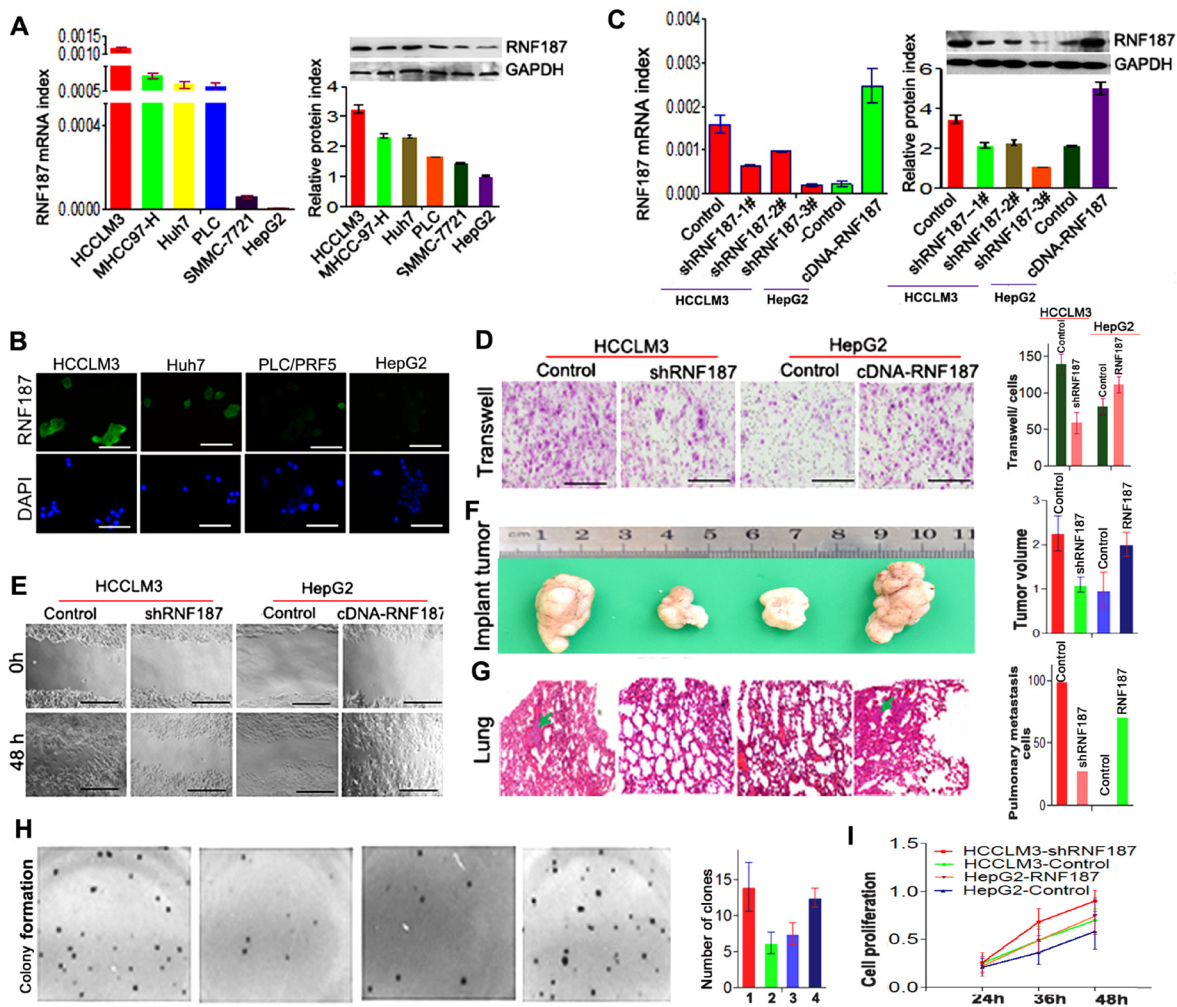 A
RNF187 mRNA index
0.0015
0.0010
0.0005
0.0004
0.0000
HCCLM3
MHCC97-H
Huh7
PLC
SMMC-7721
HepG2
RNF187
GAPDH
Relative protein index
4
3
2
1
0
HCCLM3
MHCC-97-H
Huh7
PLC
SMMC-7721
HepG2
C
RNF187 mRNA index
0.004
0.003
0.002
0.001
0.000
Control
shRNF187-1#
shRNF187-2#
shRNF187-3#
-Control
cDNA-RNF187
HCCLM3
HepG2
RNF187
GAPDH
Relative protein index
6
4
2
0
Control
shRNF187--1#
shRNF187-2#
shRNF187-3#
Control
cDNA-RNF187
HCCLM3
HepG2
B
HCCLM3 Huh7 PLC/PRF5 HepG2
RNF187
DAPI
D
HCCLM3 HepG2
Control shRNF187 Control cDNA-RNF187
Transwell
HCCLM3
HepG2
Transwell/ cells
150
100
50
0
Control
shRNF187
Control
RNF187
E
HCCLM3 HepG2
Control shRNF187 Control cDNA-RNF187
0h
48 h
F
Implant tumor
cm 1 2 3 4 5 6 7 8 9 10 11
Tumor volume
3
2
1
0
Control
shRNF187
Control
RNF187
G
Lung
Pulmonary metastasis
cells
100
50
0
Control
shRNF187
Control
RNF187
H
Colony formation
Number of clones
20
15
10
5
0
1 2 3 4
I
Cell proliferation
1.5
1.0
0.5
0.0
HCCLM3-shRNF187
HCCLM3-Control
HepG2-RNF187
HepG2-Control
24h 36h 48h